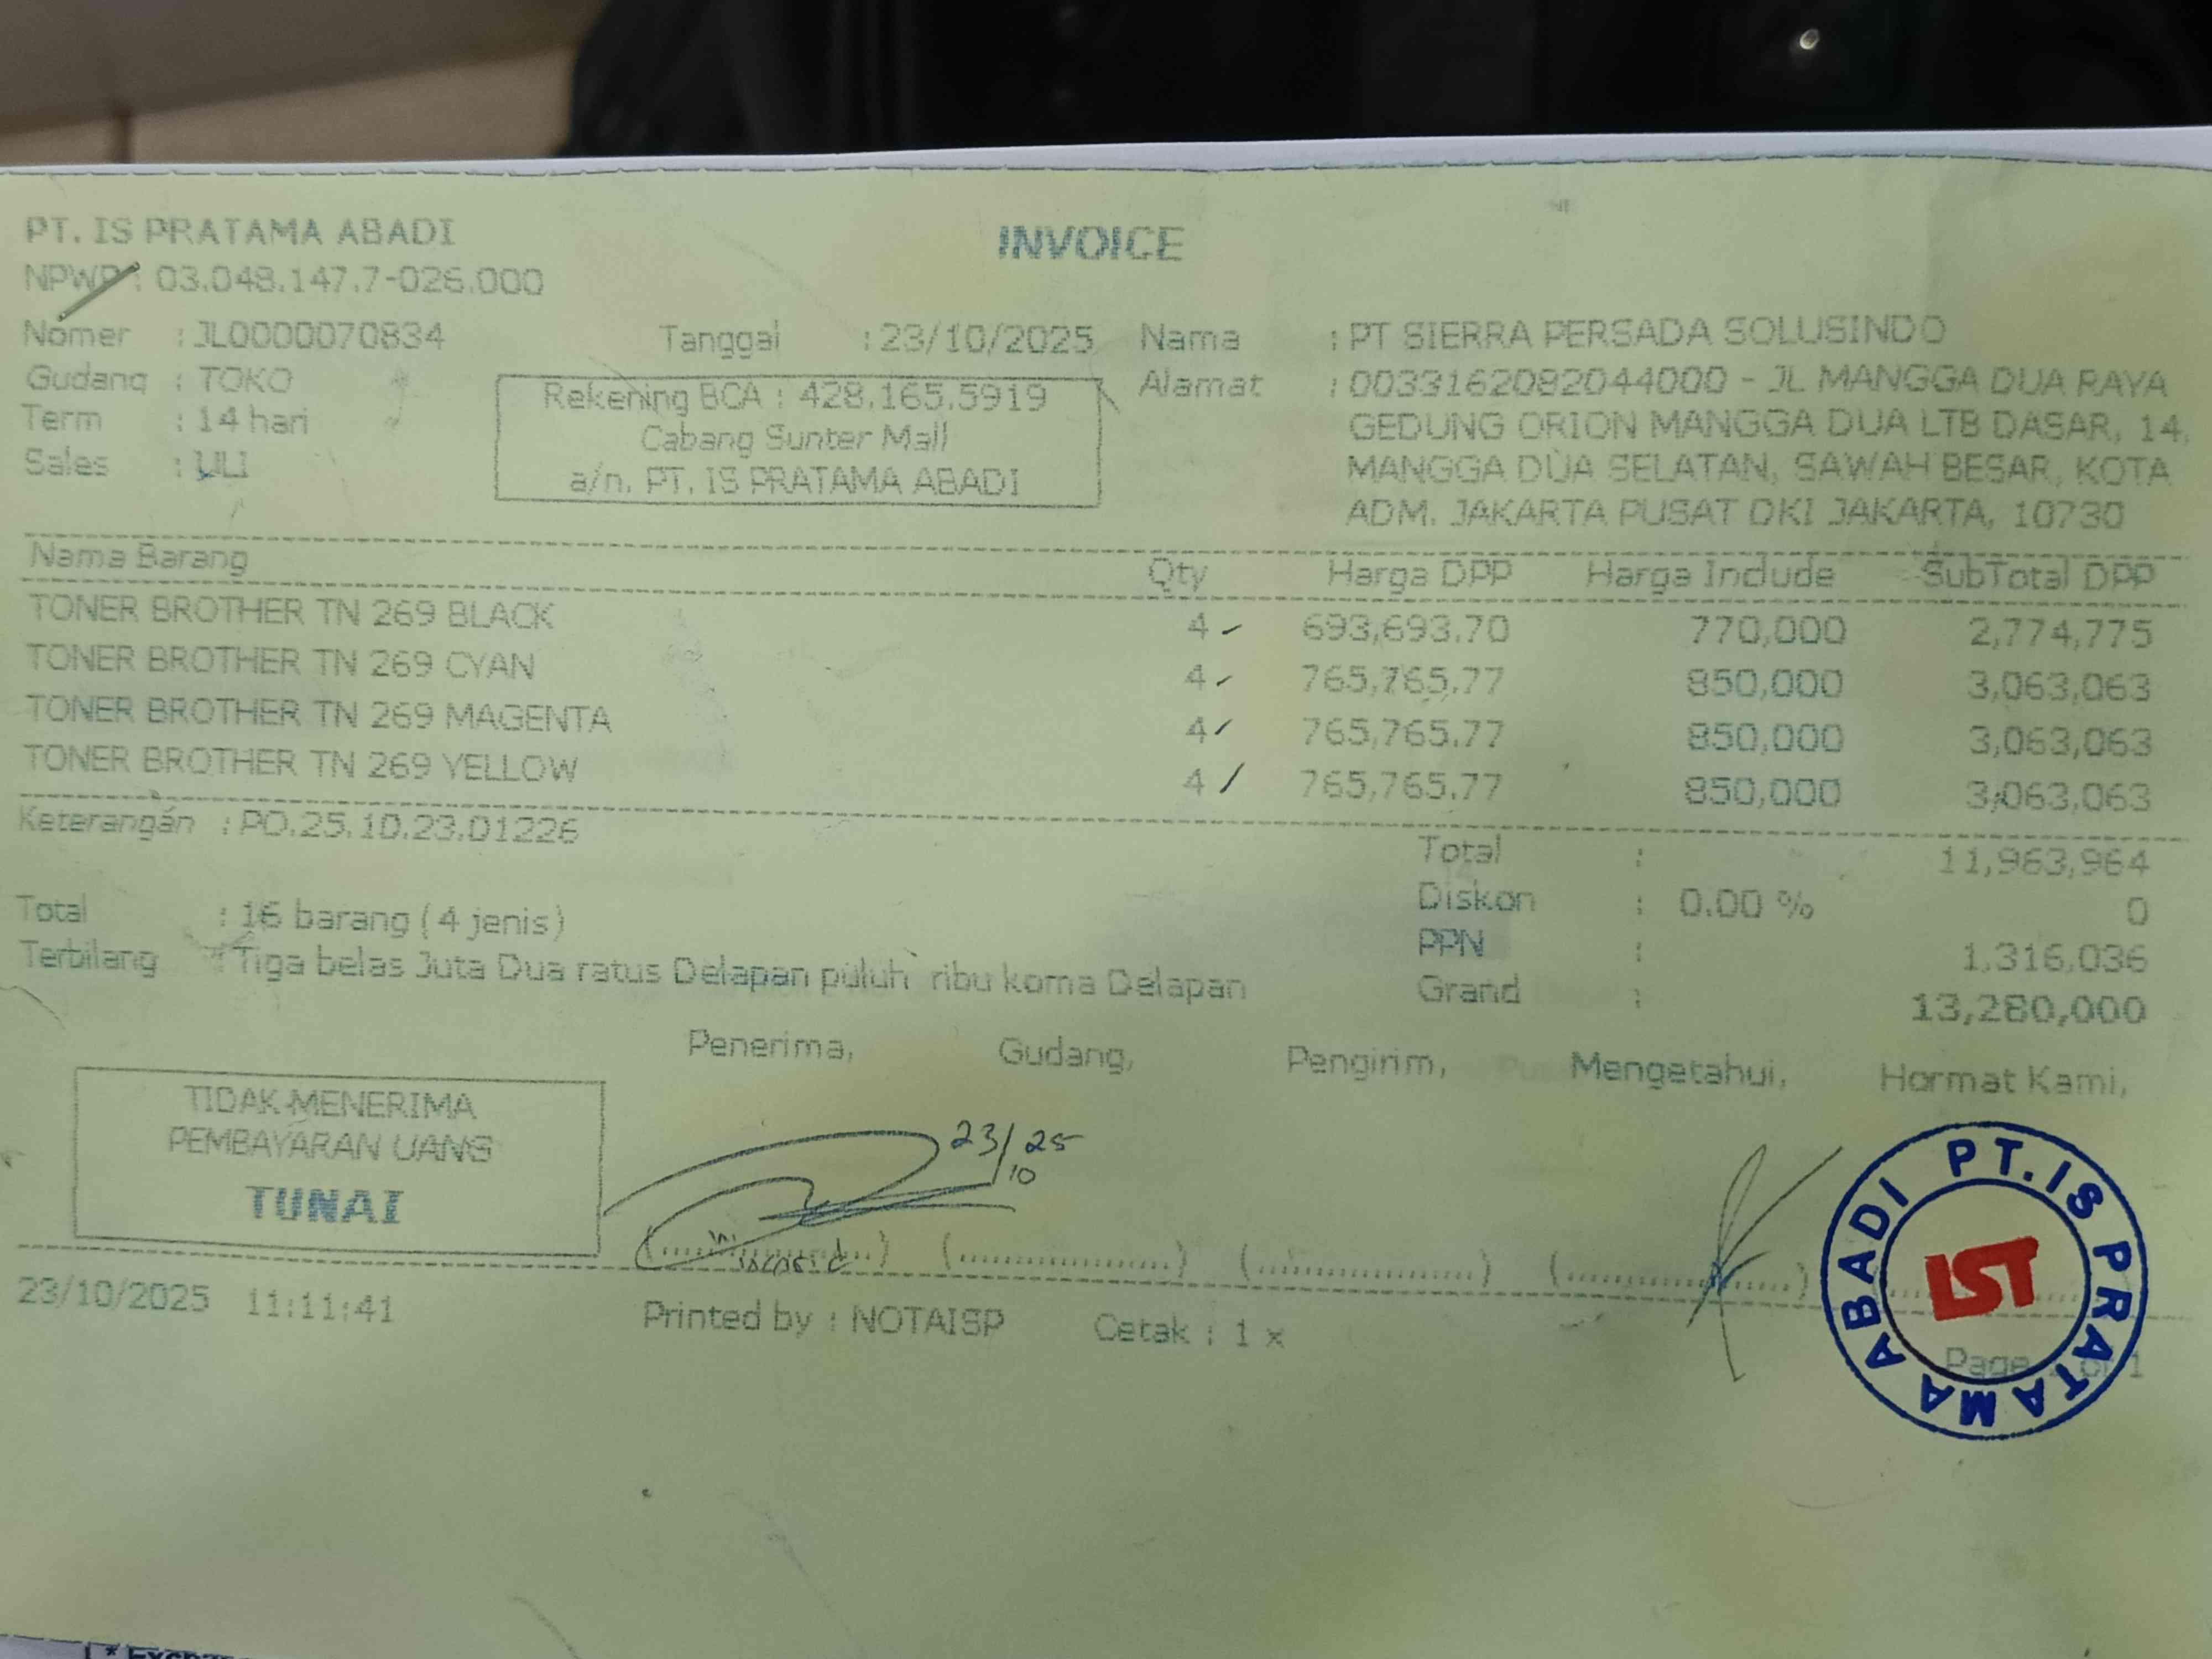 PT. IS PRATAMA ABADI
INVOICE
NPWP : 03.048.147.7-026.000
Nomer : JL0000070834
Tanggal : 23/10/2025
Nama : PT SIERRA PERSADA SOLUSINDO
Gudang : TOKO
Term : 14 hari
Sales : ULI
Rekening BCA : 428.165.5919
Cabang Sunter Mall
a/n. PT. IS PRATAMA ABADI
Alamat : 0033162082044000 - JL MANGGA DUA RAYA
GEDUNG ORION MANGGA DUA LTB DASAR, 14,
MANGGA DUA SELATAN, SAWAH BESAR, KOTA
ADM. JAKARTA PUSAT DKI JAKARTA, 10730
Nama Barang Qty Harga DPP Harga Include SubTotal DPP
TONER BROTHER TN 269 BLACK 4 693,693.70 770,000 2,774,775
TONER BROTHER TN 269 CYAN 4 765,765.77 850,000 3,063,063
TONER BROTHER TN 269 MAGENTA 4 765,765.77 850,000 3,063,063
TONER BROTHER TN 269 YELLOW 4 765,765.77 850,000 3,063,063
Keterangan : PO.25.10.23.01226
Total : 11,963,964
Diskon : 0.00 % 0
PPN : 1,316,036
Grand : 13,280,000
Total : 16 barang ( 4 jenis)
Terbilang : Tiga belas Juta Dua ratus Delapan puluh ribu koma Delapan
Penerima, Gudang, Pengirim, Mengetahui, Hormat Kami,
TIDAK MENERIMA
PEMBAYARAN UANG
TUNAI
23/10 25
PT. IS PRATAMA ABADI
IST
23/10/2025 11:11:41
Printed by : NOTAISP Cetak : 1 x
Page of 1